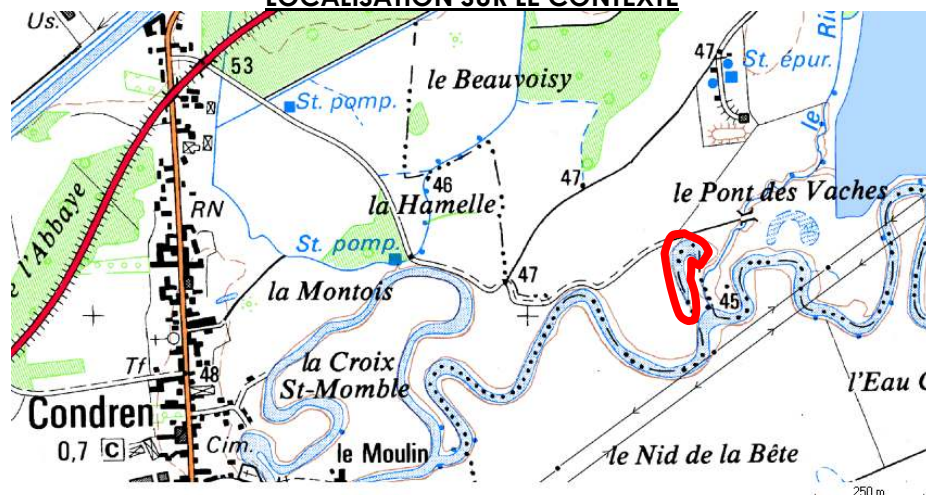 LOCALISATION SUR LE CONTEXTE
Us.
53
le Beauvoisy
47
St. épur.
St. pomp.
le
46
47
l'Abbaye
la Hamelle
le Pont des Vaches
RN
St. pomp.
47
la Montois
45
Tf
48
la Croix
St-Momble
l'Eau
Condren
0,7 C
Cim.
le Moulin
le Nid de la Bête
250 m